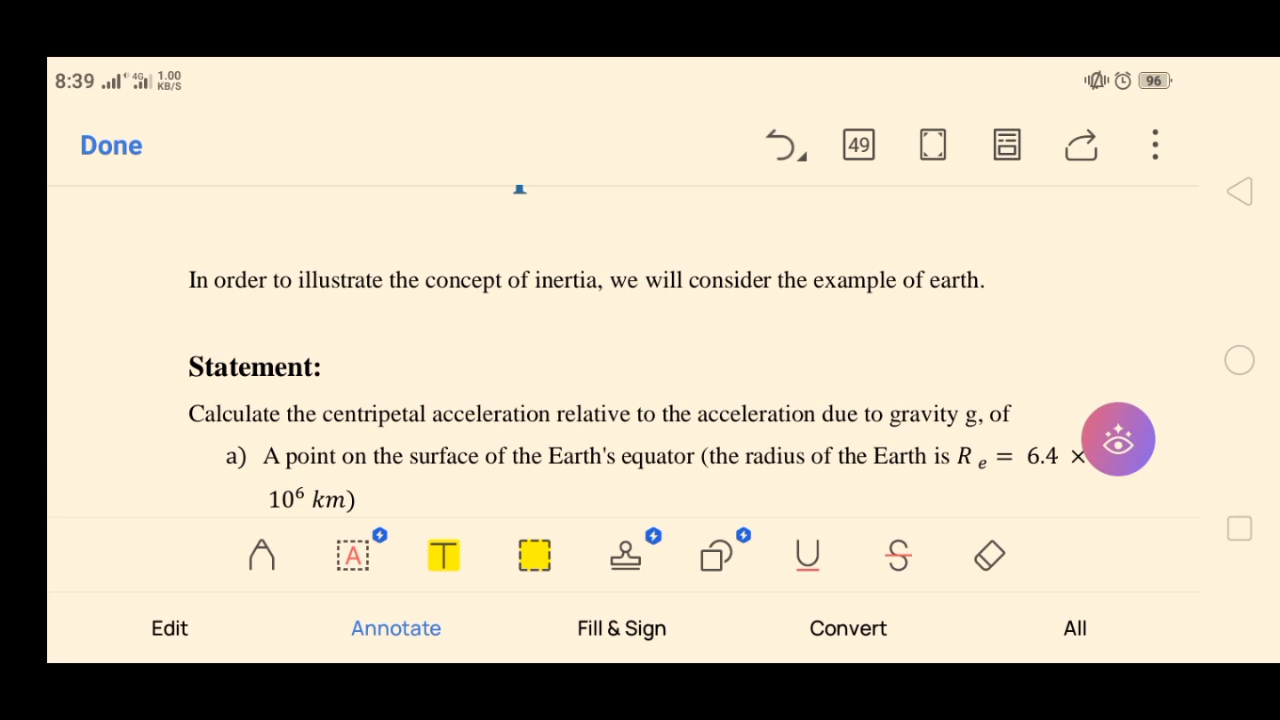 8:39 4G 1.00 KB/S 96
Done 49
In order to illustrate the concept of inertia, we will consider the example of earth.
Statement:
Calculate the centripetal acceleration relative to the acceleration due to gravity g, of
a) A point on the surface of the Earth's equator (the radius of the Earth is R e = 6.4 ×
10⁶ km)
A T U S
Edit Annotate Fill & Sign Convert All